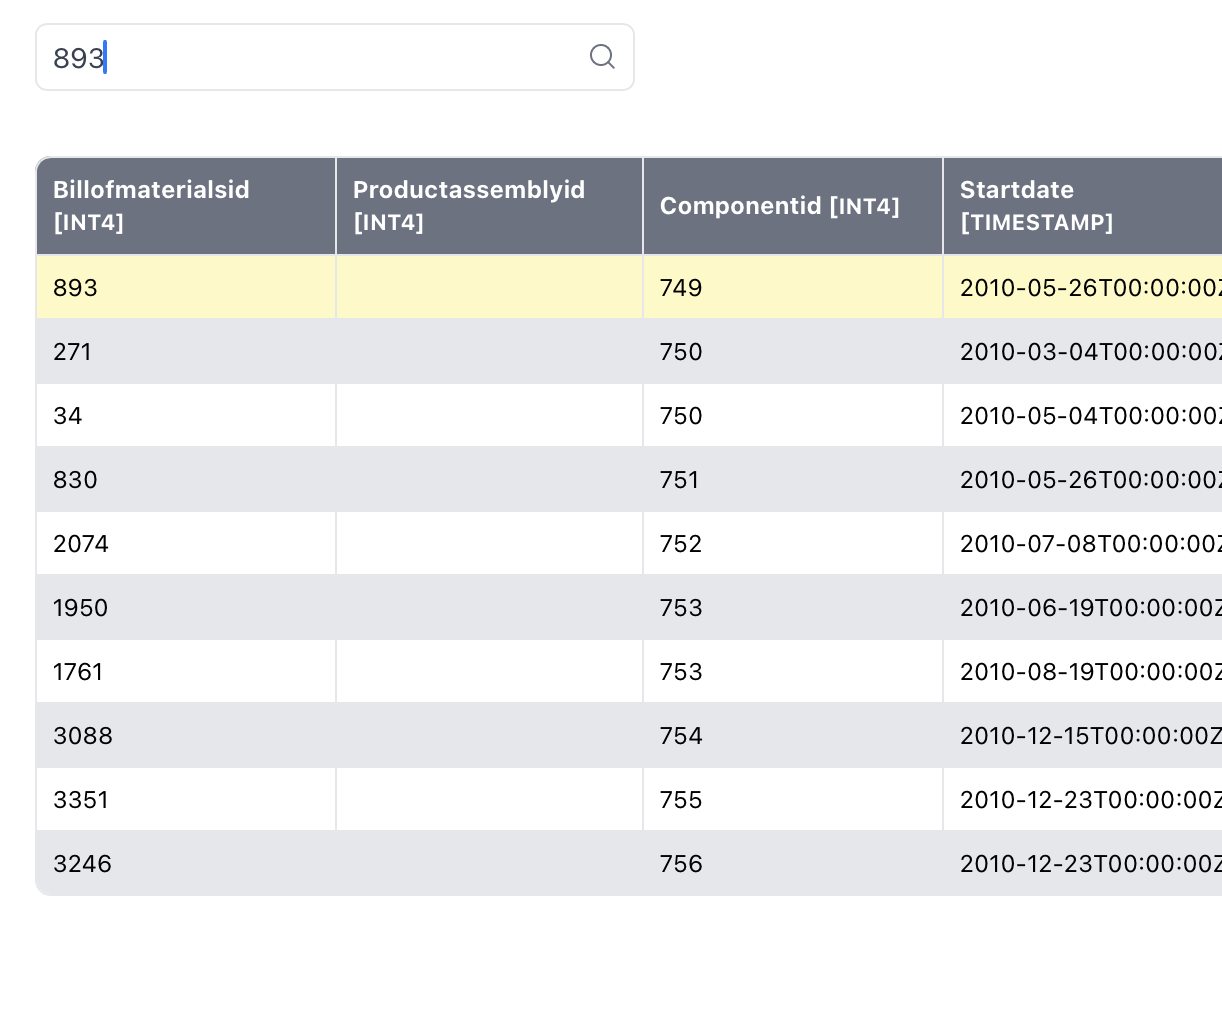 893
Billofmaterialsid [INT4] Productassemblyid [INT4] Componentid [INT4] Startdate [TIMESTAMP]
893 749 2010-05-26T00:00:00Z
271 750 2010-03-04T00:00:00Z
34 750 2010-05-04T00:00:00Z
830 751 2010-05-26T00:00:00Z
2074 752 2010-07-08T00:00:00Z
1950 753 2010-06-19T00:00:00Z
1761 753 2010-08-19T00:00:00Z
3088 754 2010-12-15T00:00:00Z
3351 755 2010-12-23T00:00:00Z
3246 756 2010-12-23T00:00:00Z